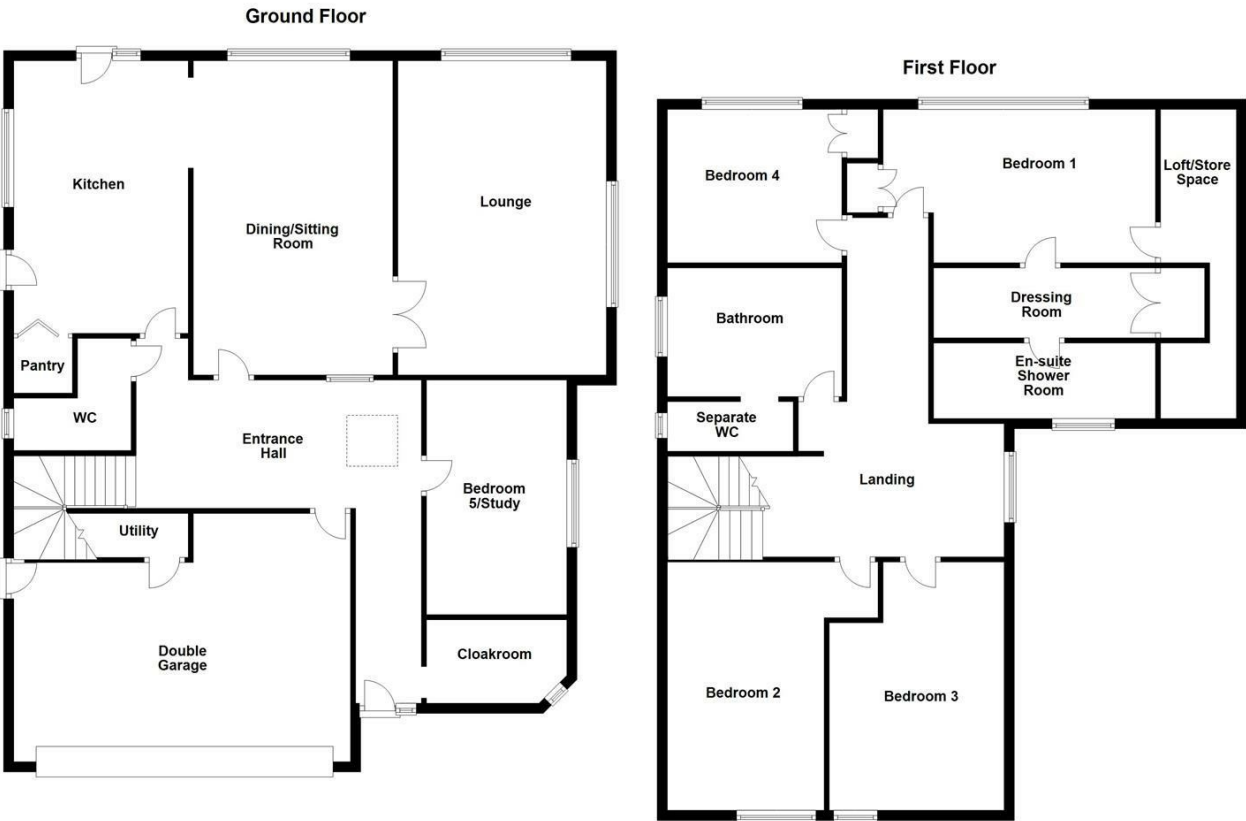 Ground Floor
Kitchen
Dining/Sitting
Room
Lounge
Pantry
WC
Entrance
Hall
Bedroom
5/Study
Utility
Double
Garage
Cloakroom
First Floor
Bedroom 4
Bedroom 1
Loft/Store
Space
Bathroom
Dressing
Room
En-suite
Shower
Room
Separate
WC
Landing
Bedroom 2
Bedroom 3